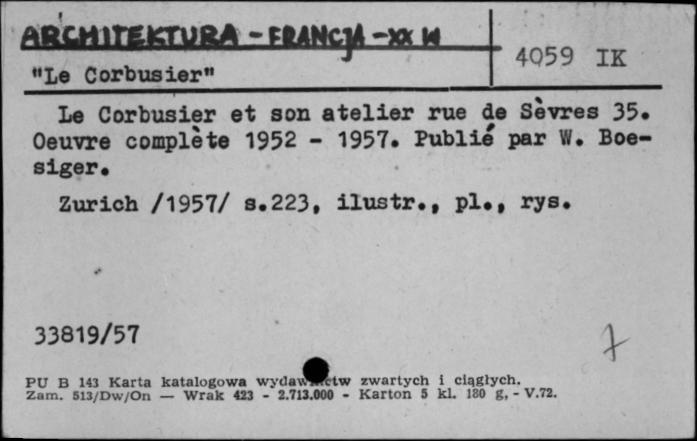 ARCHITEKTURA - FRANCJA - XX W
4059 IK
"Le Corbusier"
Le Corbusier et son atelier rue de Sèvres 35.
Oeuvre complète 1952 - 1957. Publié par W. Boe-
siger.
Zurich /1957/ s.223, ilustr., pl., rys.
33819/57
7
PU B 143 Karta katalogowa wydawnictw zwartych i ciągłych.
Zam. 513/Dw/On — Wrak 423 - 2.713.000 - Karton 5 kl. 180 g, - V.72.